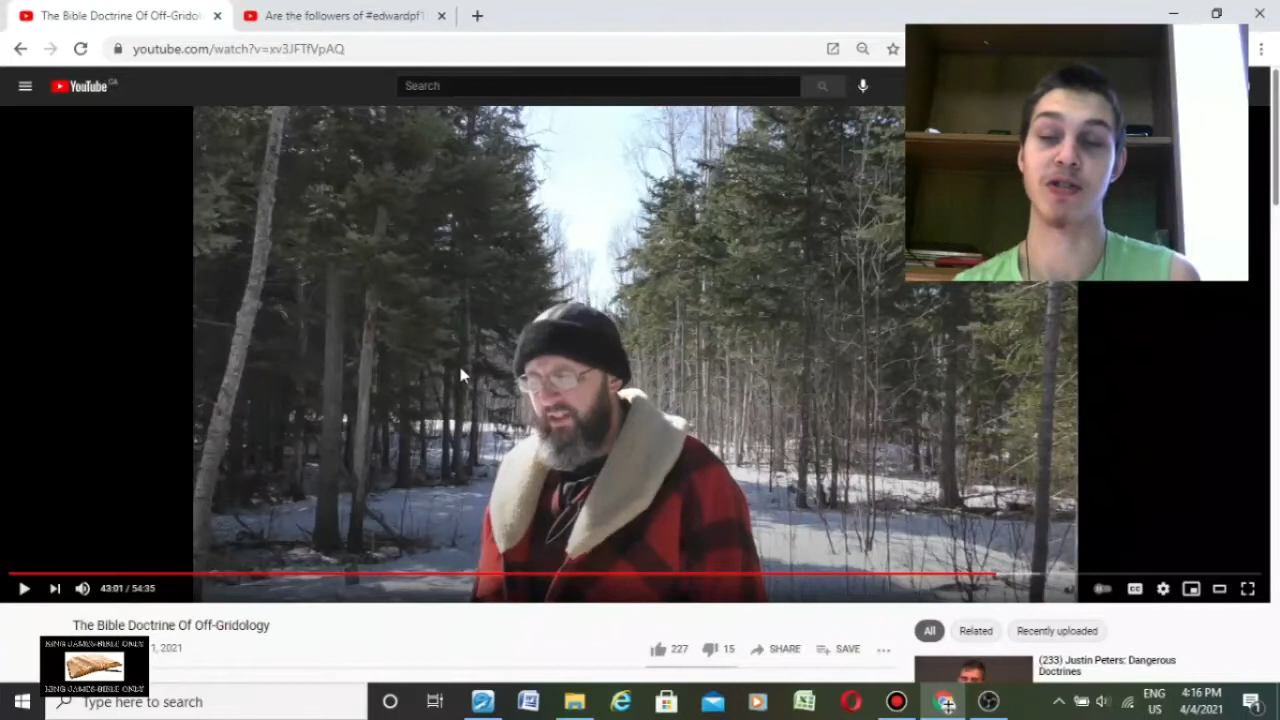 The Bible Doctrine Of Off-Grido
Are the followers of #edwardpf
youtube.com/watch?v=xv3JFTfVpAQ
YouTube CA
Search
43:01 / 54:35
CC
The Bible Doctrine Of Off-Gridology
1, 2021
227
15
SHARE
SAVE
All
Related
Recently uploaded
(233) Justin Peters: Dangerous
Doctrines
KING JAMES-BIBLE ONLY
KING JAMES-BIBLE ONLY
Type here to search
ENG
US
4:16 PM
4/4/2021